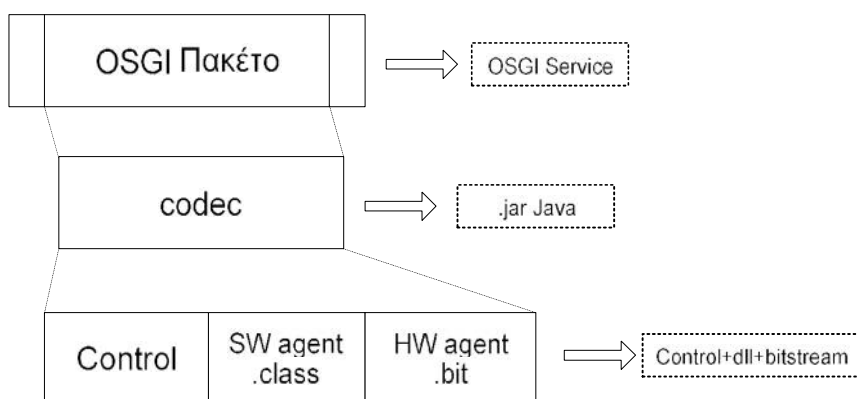 OSGI Πακέτο
OSGI Service
codec
.jar Java
Control
SW agent
.class
HW agent
.bit
Control+dll+bitstream